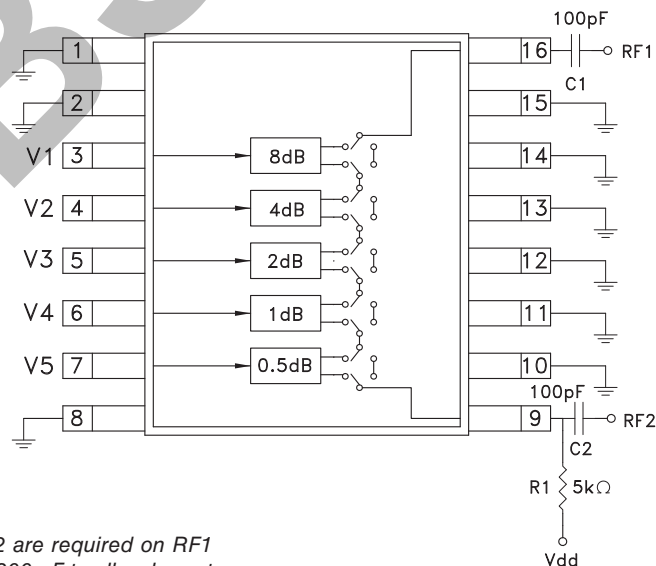 100pF
1
16
RF1
C1
2
15
V1
3
8dB
14
V2
4
4dB
13
V3
5
2dB
12
V4
6
1dB
11
V5
7
0.5dB
10
100pF
8
9
RF2
C2
R1
5kΩ
2 are required on RF1
Vdd